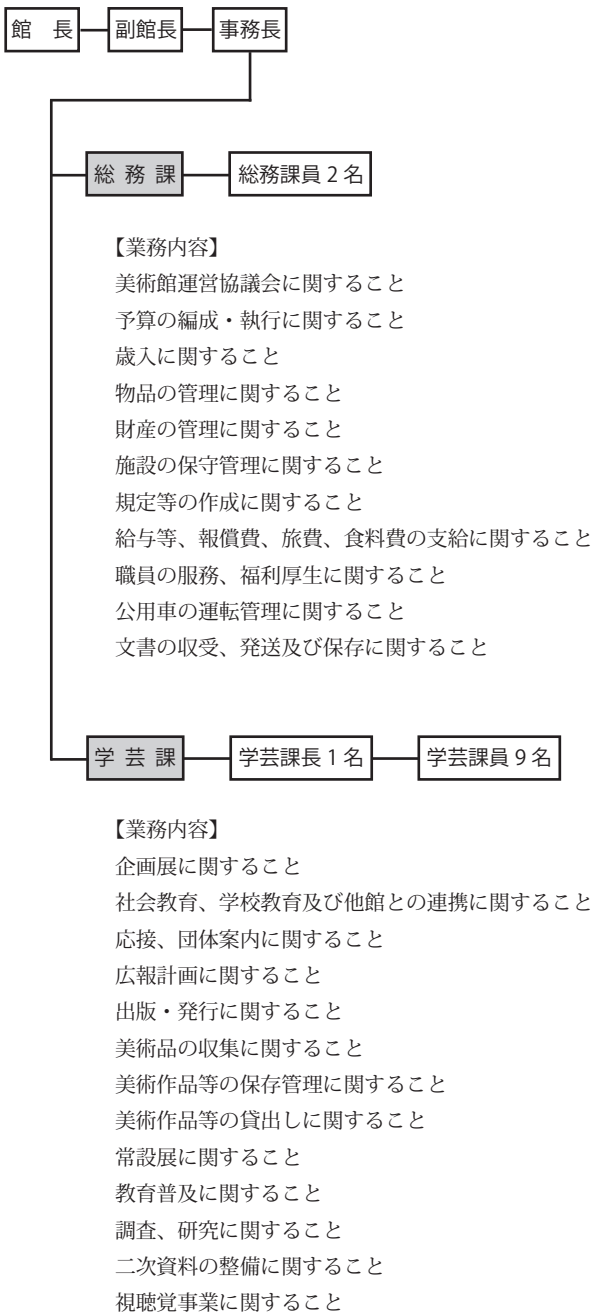 館　長 副館長 事務長
総 務 課 総務課員 2 名
【業務内容】
美術館運営協議会に関すること
予算の編成・執行に関すること
歳入に関すること
物品の管理に関すること
財産の管理に関すること
施設の保守管理に関すること
規定等の作成に関すること
給与等、報償費、旅費、食料費の支給に関すること
職員の服務、福利厚生に関すること
公用車の運転管理に関すること
文書の収受、発送及び保存に関すること
学 芸 課 学芸課長 1 名 学芸課員 9 名
【業務内容】
企画展に関すること
社会教育、学校教育及び他館との連携に関すること
応接、団体案内に関すること
広報計画に関すること
出版・発行に関すること
美術品の収集に関すること
美術作品等の保存管理に関すること
美術作品等の貸出しに関すること
常設展に関すること
教育普及に関すること
調査、研究に関すること
二次資料の整備に関すること
視聴覚事業に関すること